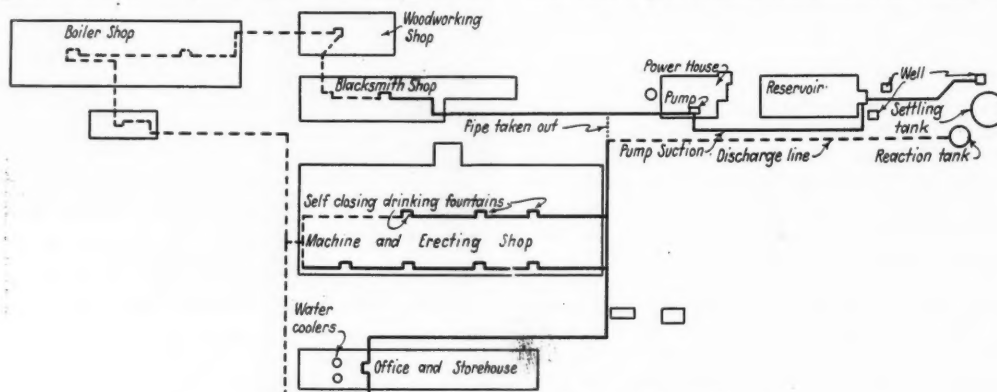 Boiler Shop
Woodworking
Shop
Blacksmith Shop
Power House
Pump
Reservoir
Well
Settling
tank
Pipe taken out
Pump Suction
Discharge line
Reaction tank
Self closing drinking fountains
Machine and Erecting Shop
Water
coolers
Office and Storehouse